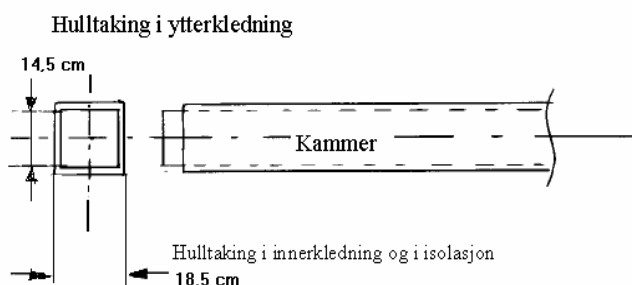 Hulltaking i ytterkledning
14,5 cm
Kammer
Hulltaking i innerkledning og i isolasjon
18,5 cm